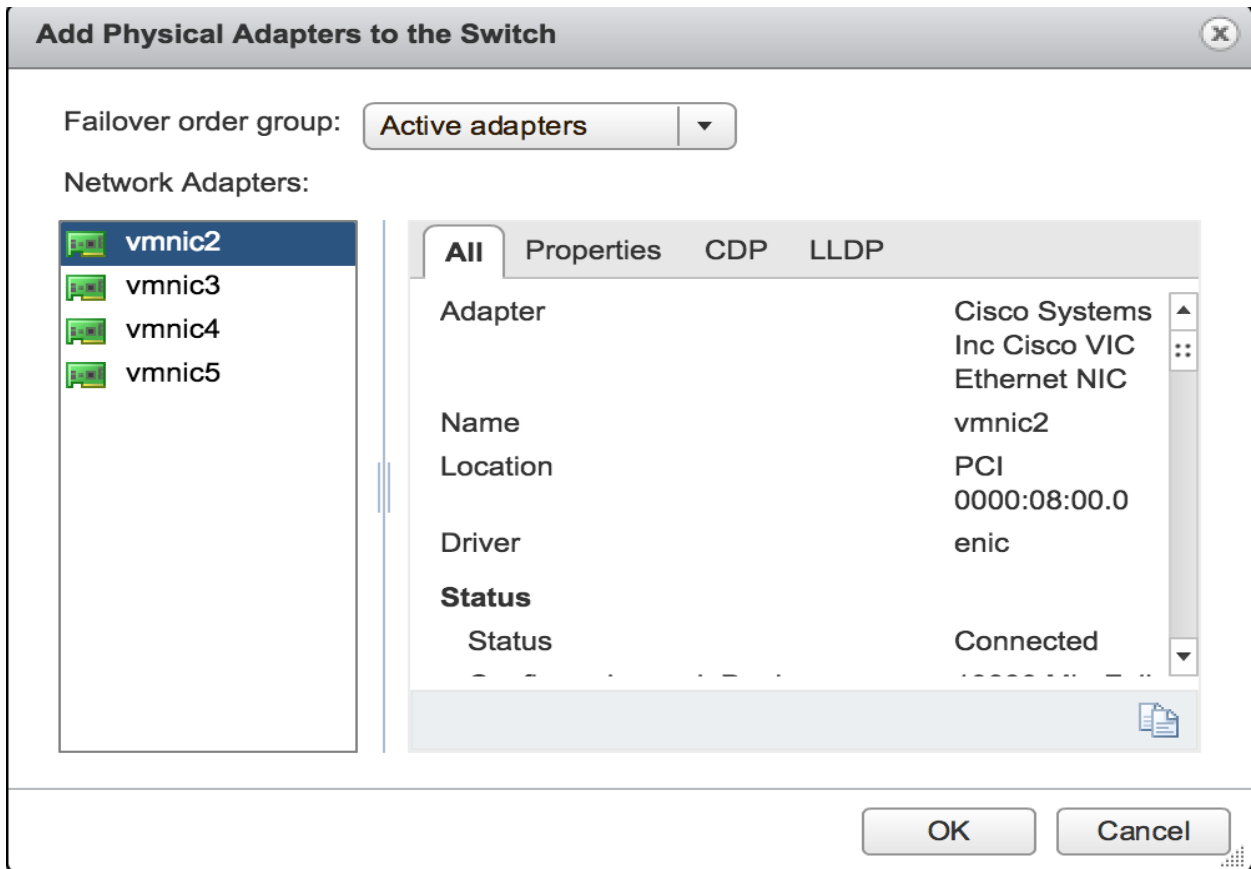 Add Physical Adapters to the Switch
Failover order group: Active adapters
Network Adapters:
vmnic2
vmnic3
vmnic4
vmnic5
All Properties CDP LLDP
Adapter Cisco Systems
Inc Cisco VIC
Ethernet NIC
Name vmnic2
Location PCI
0000:08:00.0
Driver enic
Status
Status Connected
OK Cancel